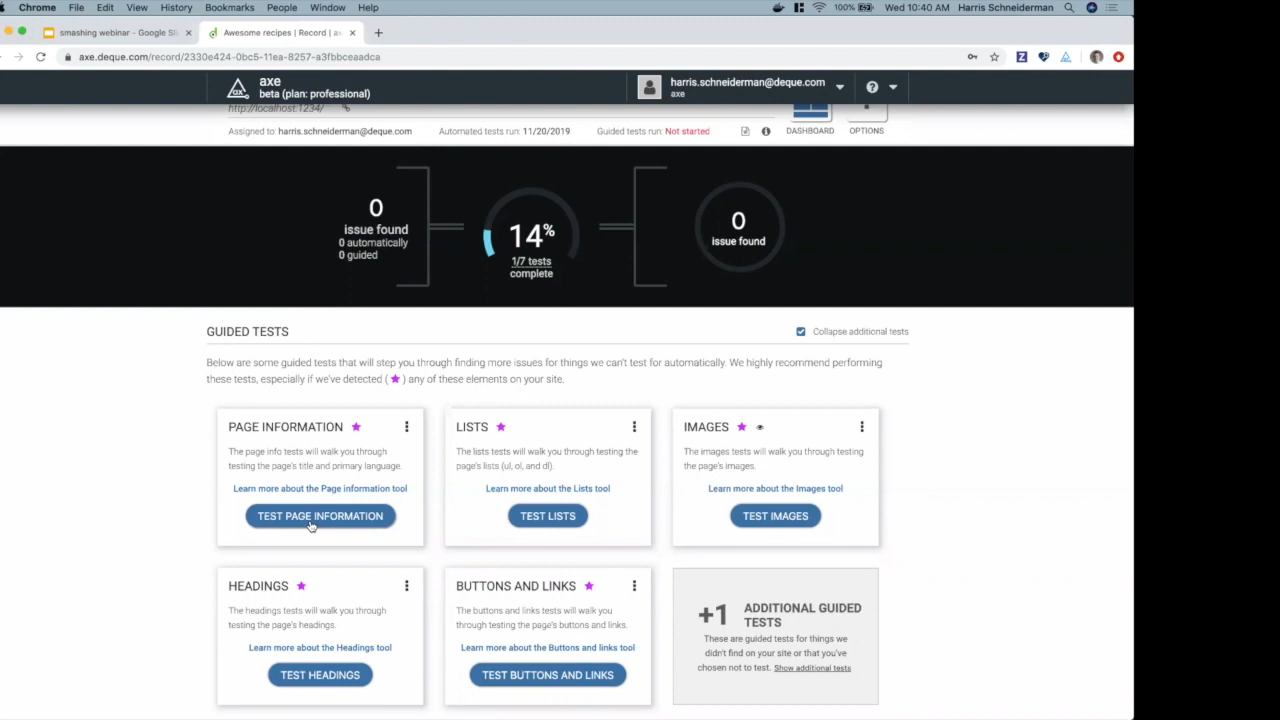 Chrome File Edit View History Bookmarks People Window Help 100% Wed 10:40 AM Harris Schneiderman
smashing webinar - Google Sli
Awesome recipes | Record | ax
axe.deque.com/record/2330e424-0bc5-11ea-8257-a3fbbceaadca
axe
beta (plan: professional)
harris.schneiderman@deque.com
axe
http://localhost:1234/
Assigned to: harris.schneiderman@deque.com Automated tests run: 11/20/2019 Guided tests run: Not started DASHBOARD OPTIONS
0
issue found
0 automatically
0 guided
14%
1/7 tests
complete
0
issue found
GUIDED TESTS
Collapse additional tests
Below are some guided tests that will step you through finding more issues for things we can't test for automatically. We highly recommend performing
these tests, especially if we've detected ( ★ ) any of these elements on your site.
PAGE INFORMATION
The page info tests will walk you through
testing the page's title and primary language.
Learn more about the Page information tool
TEST PAGE INFORMATION
LISTS
The lists tests will walk you through testing the
page's lists (ul, ol, and dl).
Learn more about the Lists tool
TEST LISTS
IMAGES
The images tests will walk you through testing
the page's images.
Learn more about the Images tool
TEST IMAGES
HEADINGS
The headings tests will walk you through
testing the page's headings.
Learn more about the Headings tool
TEST HEADINGS
BUTTONS AND LINKS
The buttons and links tests will walk you
through testing the page's buttons and links.
Learn more about the Buttons and links tool
TEST BUTTONS AND LINKS
+1 ADDITIONAL GUIDED
TESTS
These are guided tests for things we
didn't find on your site or that you've
chosen not to test. Show additional tests